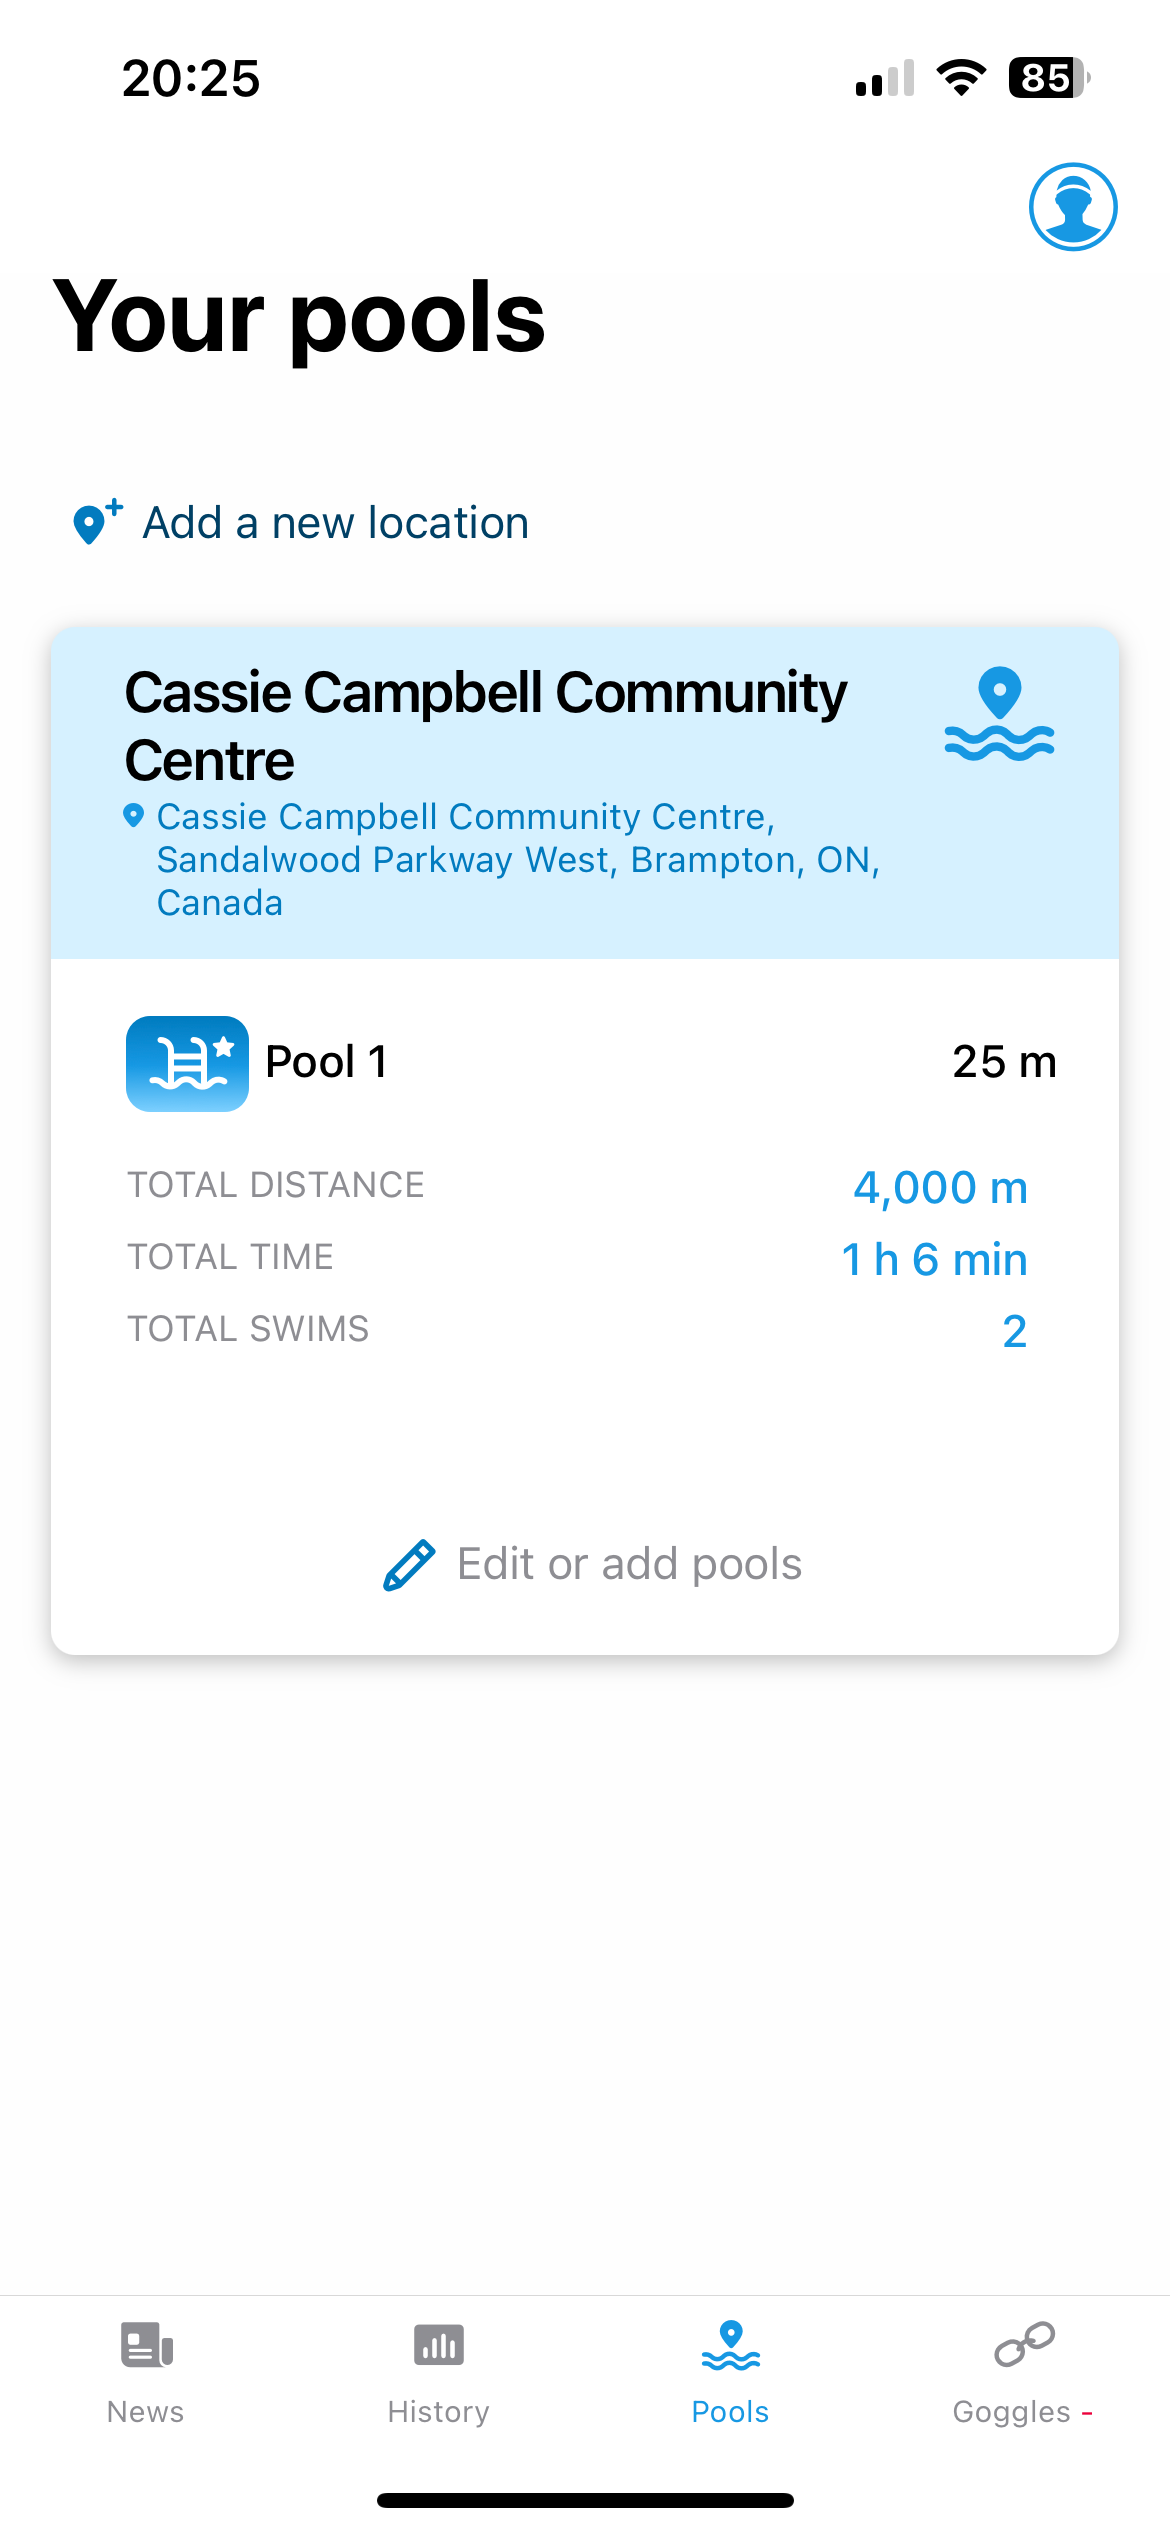 20:25
85
Your pools
Add a new location
Cassie Campbell Community
Centre
Cassie Campbell Community Centre,
Sandalwood Parkway West, Brampton, ON,
Canada
Pool 1
25 m
TOTAL DISTANCE
4,000 m
TOTAL TIME
1 h 6 min
TOTAL SWIMS
2
Edit or add pools
News
History
Pools
Goggles -